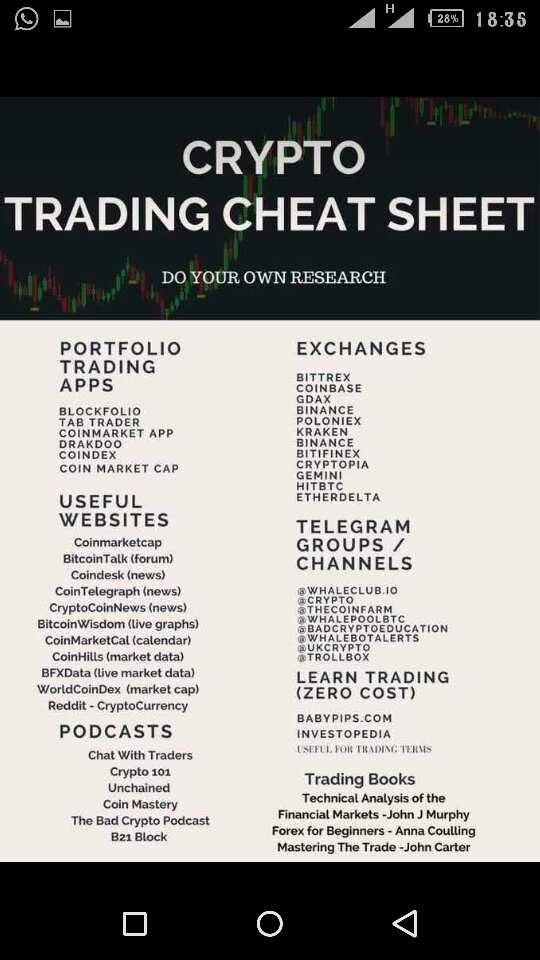 H
28%
18:35
CRYPTO
TRADING CHEAT SHEET
DO YOUR OWN RESEARCH
PORTFOLIO
TRADING
APPS
BLOCKFOLIO
TAB TRADER
COINMARKET APP
DRAKDOO
COINDEX
COIN MARKET CAP
USEFUL
WEBSITES
Coinmarketcap
BitcoinTalk (forum)
Coindesk (news)
CoinTelegraph (news)
CryptoCoinNews (news)
BitcoinWisdom (live graphs)
CoinMarketCal (calendar)
CoinHills (market data)
BFXData (live market data)
WorldCoinDex (market cap)
Reddit - CryptoCurrency
PODCASTS
Chat With Traders
Crypto 101
Unchained
Coin Mastery
The Bad Crypto Podcast
B21 Block
EXCHANGES
BITTREX
COINBASE
GDAX
BINANCE
POLONIEX
KRAKEN
BINANCE
BITIFINEX
CRYPTOPIA
GEMINI
HITBTC
ETHERDELTA
TELEGRAM
GROUPS /
CHANNELS
@WHALECLUB.IO
@CRYPTO
@THECOINFARM
@WHALEPOOLBTC
@BADCRYPTOEDUCATION
@WHALEBOTALERTS
@UKCRYPTO
@TROLLBOX
LEARN TRADING
(ZERO COST)
BABYPIPS.COM
INVESTOPEDIA
USEFUL FOR TRADING TERMS
Trading Books
Technical Analysis of the
Financial Markets -John J Murphy
Forex for Beginners - Anna Coulling
Mastering The Trade -John Carter